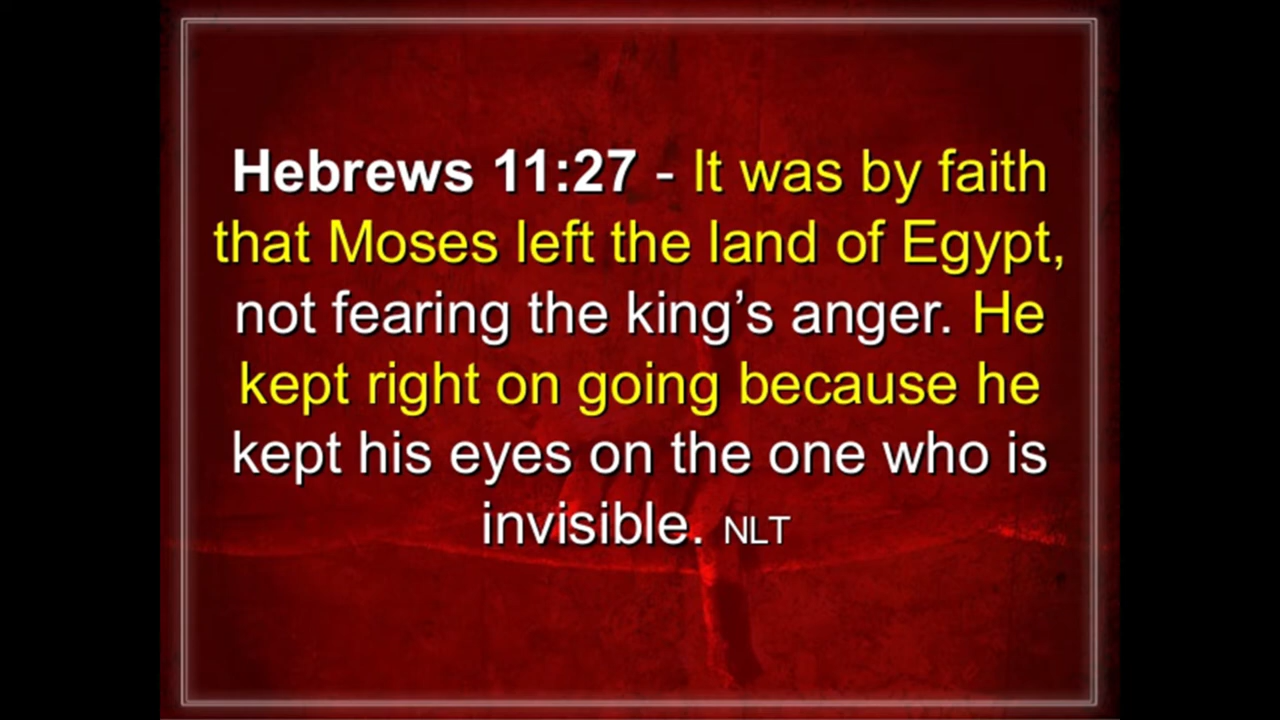 Hebrews 11:27 - It was by faith
that Moses left the land of Egypt,
not fearing the king’s anger. He
kept right on going because he
kept his eyes on the one who is
invisible. NLT